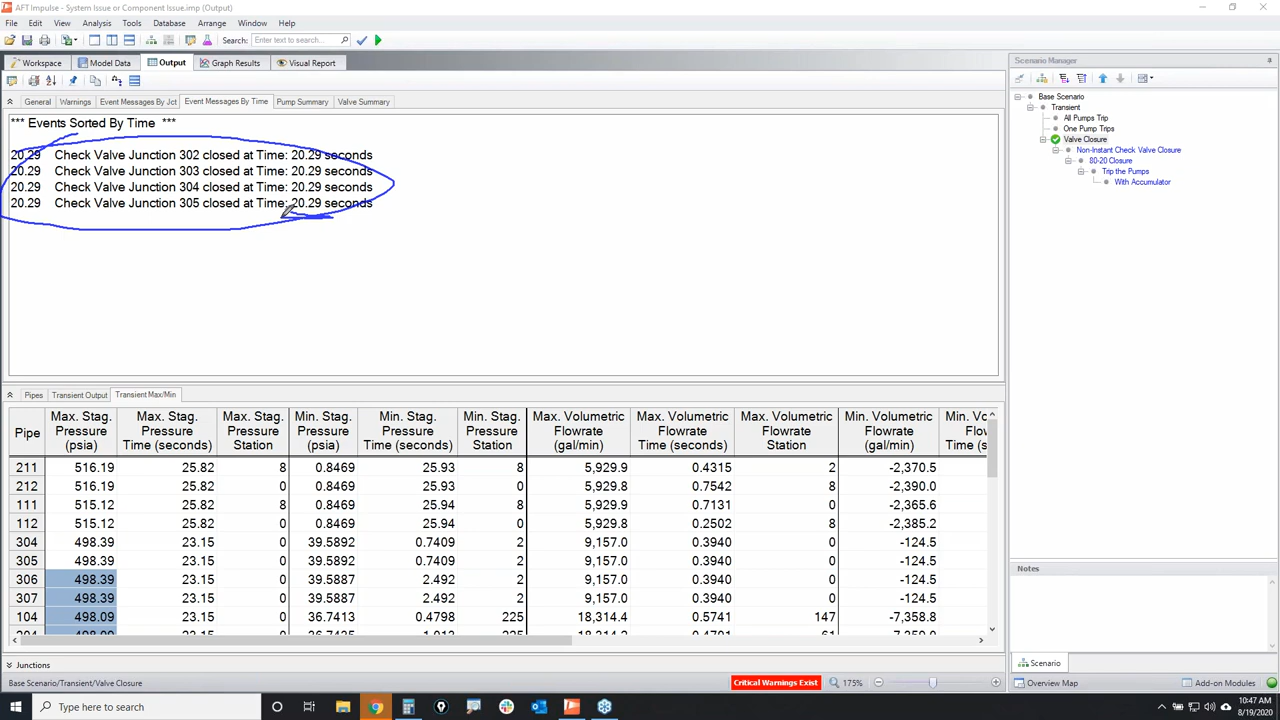 AFT Impulse - System Issue or Component Issue.imp (Output)
File Edit View Analysis Tools Database Arrange Window Help
Search: Enter text to search...
Workspace Model Data Output Graph Results Visual Report
General Warnings Event Messages By Jct Event Messages By Time Pump Summary Valve Summary
*** Events Sorted By Time ***
20.29 Check Valve Junction 302 closed at Time: 20.29 seconds
20.29 Check Valve Junction 303 closed at Time: 20.29 seconds
20.29 Check Valve Junction 304 closed at Time: 20.29 seconds
20.29 Check Valve Junction 305 closed at Time: 20.29 seconds
Pipes Transient Output Transient Max/Min
Pipe Max. Stag. Pressure (psia) Max. Stag. Pressure Time (seconds) Max. Stag. Pressure Station Min. Stag. Pressure (psia) Min. Stag. Pressure Time (seconds) Min. Stag. Pressure Station Max. Volumetric Flowrate (gal/min) Max. Volumetric Flowrate Time (seconds) Max. Volumetric Flowrate Station Min. Volumetric Flowrate (gal/min)
211 516.19 25.82 8 0.8469 25.93 8 5,929.9 0.4315 2 -2,370.5
212 516.19 25.82 0 0.8469 25.93 0 5,929.8 0.7542 8 -2,390.0
111 515.12 25.82 8 0.8469 25.94 8 5,929.9 0.7131 0 -2,365.6
112 515.12 25.82 0 0.8469 25.94 0 5,929.8 0.2502 8 -2,385.2
304 498.39 23.15 0 39.5892 0.7409 2 9,157.0 0.3940 0 -124.5
305 498.39 23.15 0 39.5892 0.7409 2 9,157.0 0.3940 0 -124.5
306 498.39 23.15 0 39.5887 2.492 2 9,157.0 0.3940 0 -124.5
307 498.39 23.15 0 39.5887 2.492 2 9,157.0 0.3940 0 -124.5
104 498.09 23.15 0 36.7413 0.4798 225 18,314.4 0.5741 147 -7,358.8
Junctions
Base Scenario/Transient/Valve Closure
Critical Warnings Exist 175%
Scenario Manager
Base Scenario
Transient
All Pumps Trip
One Pump Trips
Valve Closure
Non-Instant Check Valve Closure
80-20 Closure
Trip the Pumps
With Accumulator
Notes
Scenario
Overview Map Add-on Modules
Type here to search
10:47 AM
8/19/2020